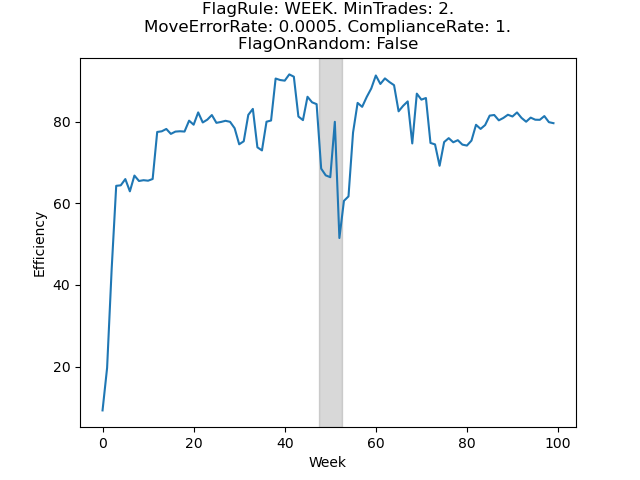 FlagRule: WEEK. MinTrades: 2.
MoveErrorRate: 0.0005. ComplianceRate: 1.
FlagOnRandom: False
80
60
40
20
Efficiency
0 20 40 60 80 100
Week